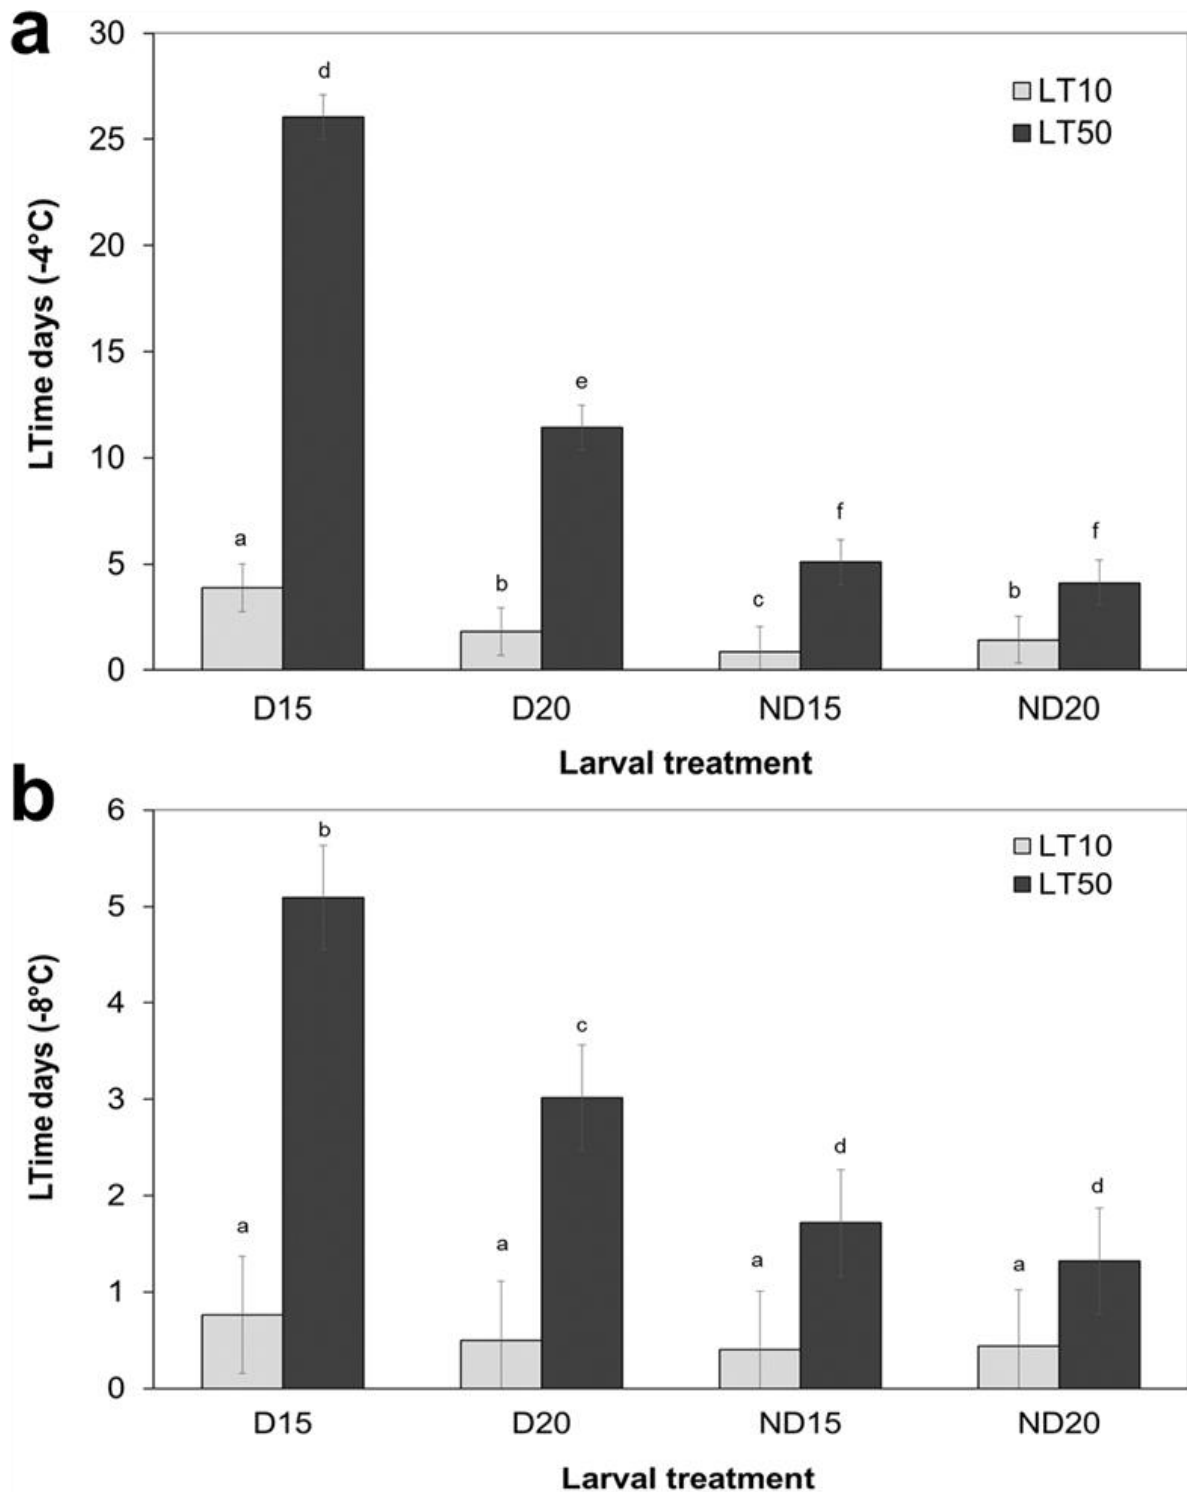 a
30
25
20
15
10
5
0
LTime days (-4°C)
LT10
LT50
a
d
b
e
c
f
b
f
D15 D20 ND15 ND20
Larval treatment
b
6
5
4
3
2
1
0
LTime days (-8°C)
LT10
LT50
a
b
a
c
a
d
a
d
D15 D20 ND15 ND20
Larval treatment